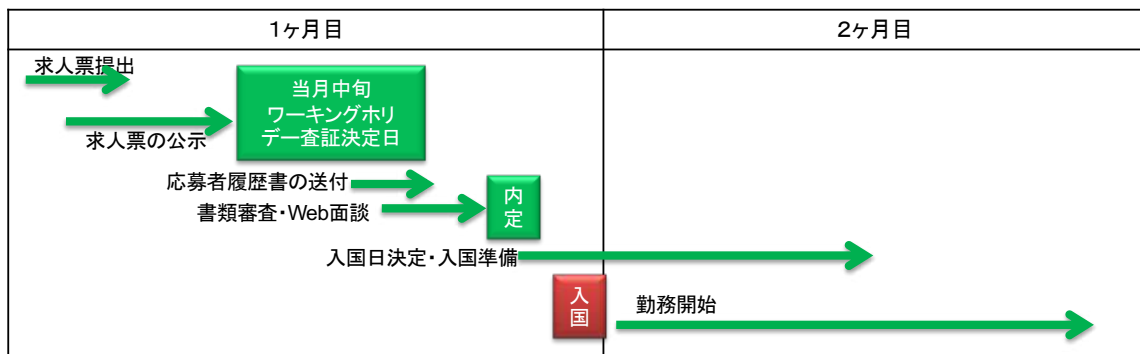 1ヶ月目
2ヶ月目
求人票提出
当月中旬
ワーキングホリ
デー査証決定日
求人票の公示
応募者履歴書の送付
書類審査・Web面談
内
定
入国日決定・入国準備
入
国
勤務開始